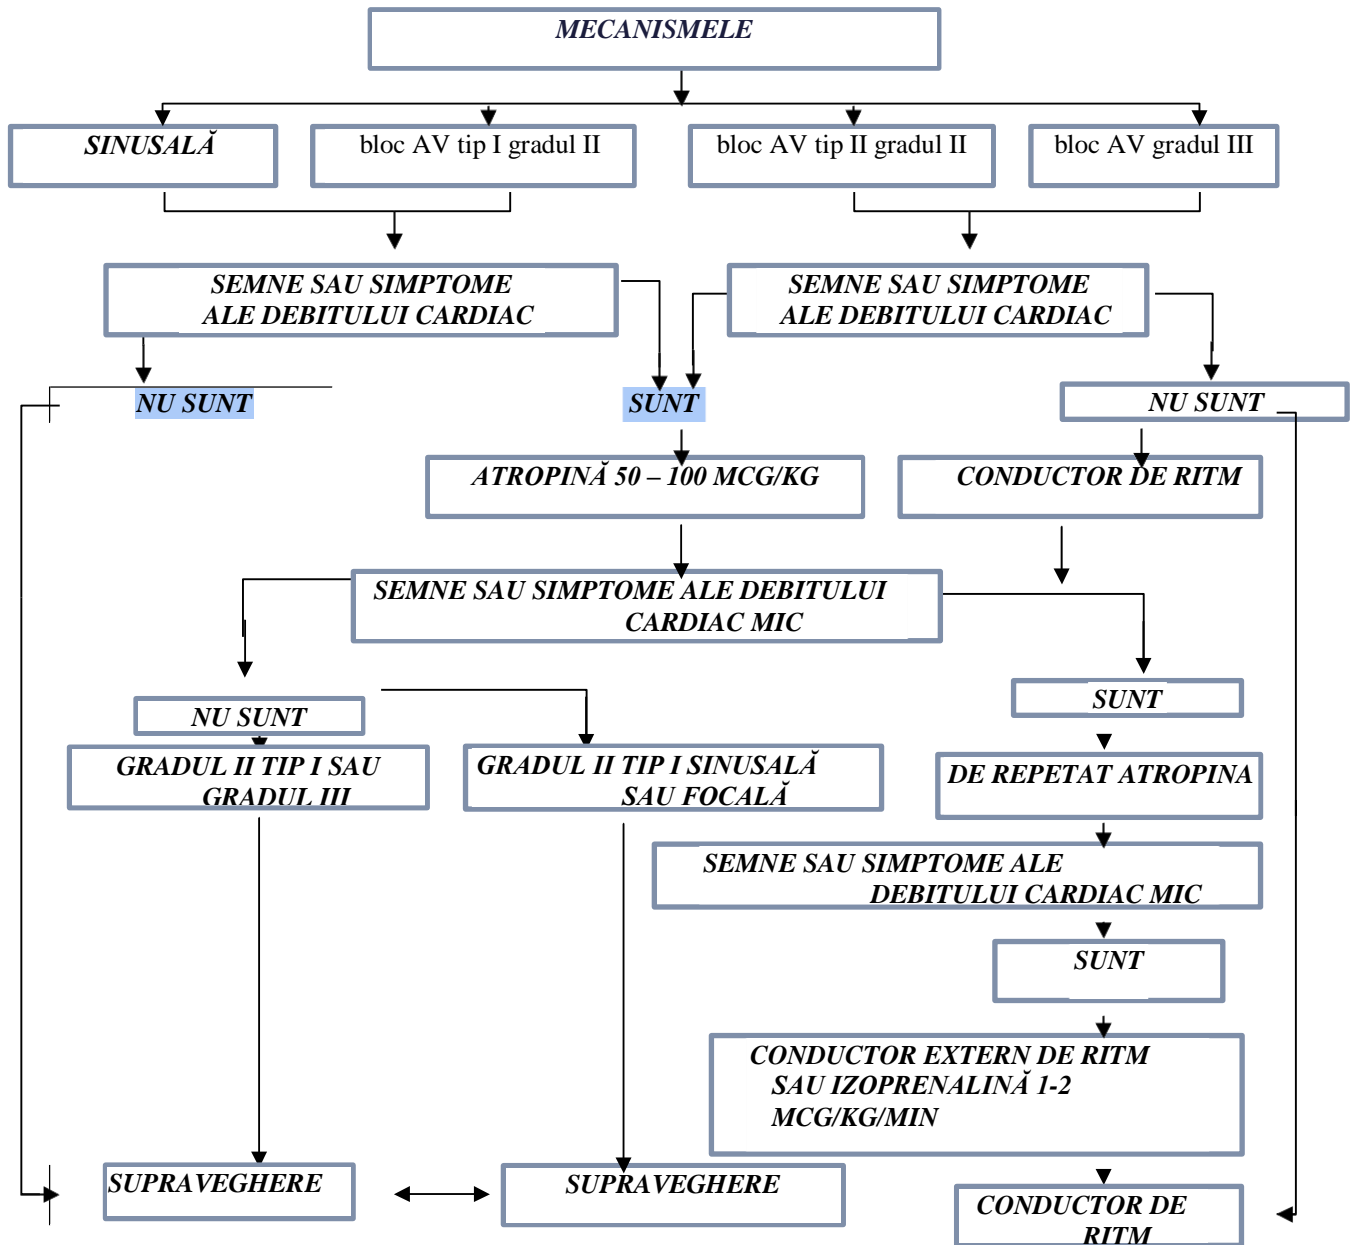 MECANISMELE
SINUSALĂ
bloc AV tip I gradul II
bloc AV tip II gradul II
bloc AV gradul III
SEMNE SAU SIMPTOME
ALE DEBITULUI CARDIAC
SEMNE SAU SIMPTOME
ALE DEBITULUI CARDIAC
NU SUNT
SUNT
NU SUNT
ATROPINĂ 50 – 100 MCG/KG
CONDUCTOR DE RITM
SEMNE SAU SIMPTOME ALE DEBITULUI
CARDIAC MIC
NU SUNT
SUNT
GRADUL II TIP I SAU
GRADUL III
GRADUL II TIP I SINUSALĂ
SAU FOCALĂ
DE REPETAT ATROPINA
SEMNE SAU SIMPTOME ALE
DEBITULUI CARDIAC MIC
SUNT
CONDUCTOR EXTERN DE RITM
SAU IZOPRENALINĂ 1-2
MCG/KG/MIN
SUPRAVEGHERE
SUPRAVEGHERE
CONDUCTOR DE
RITM